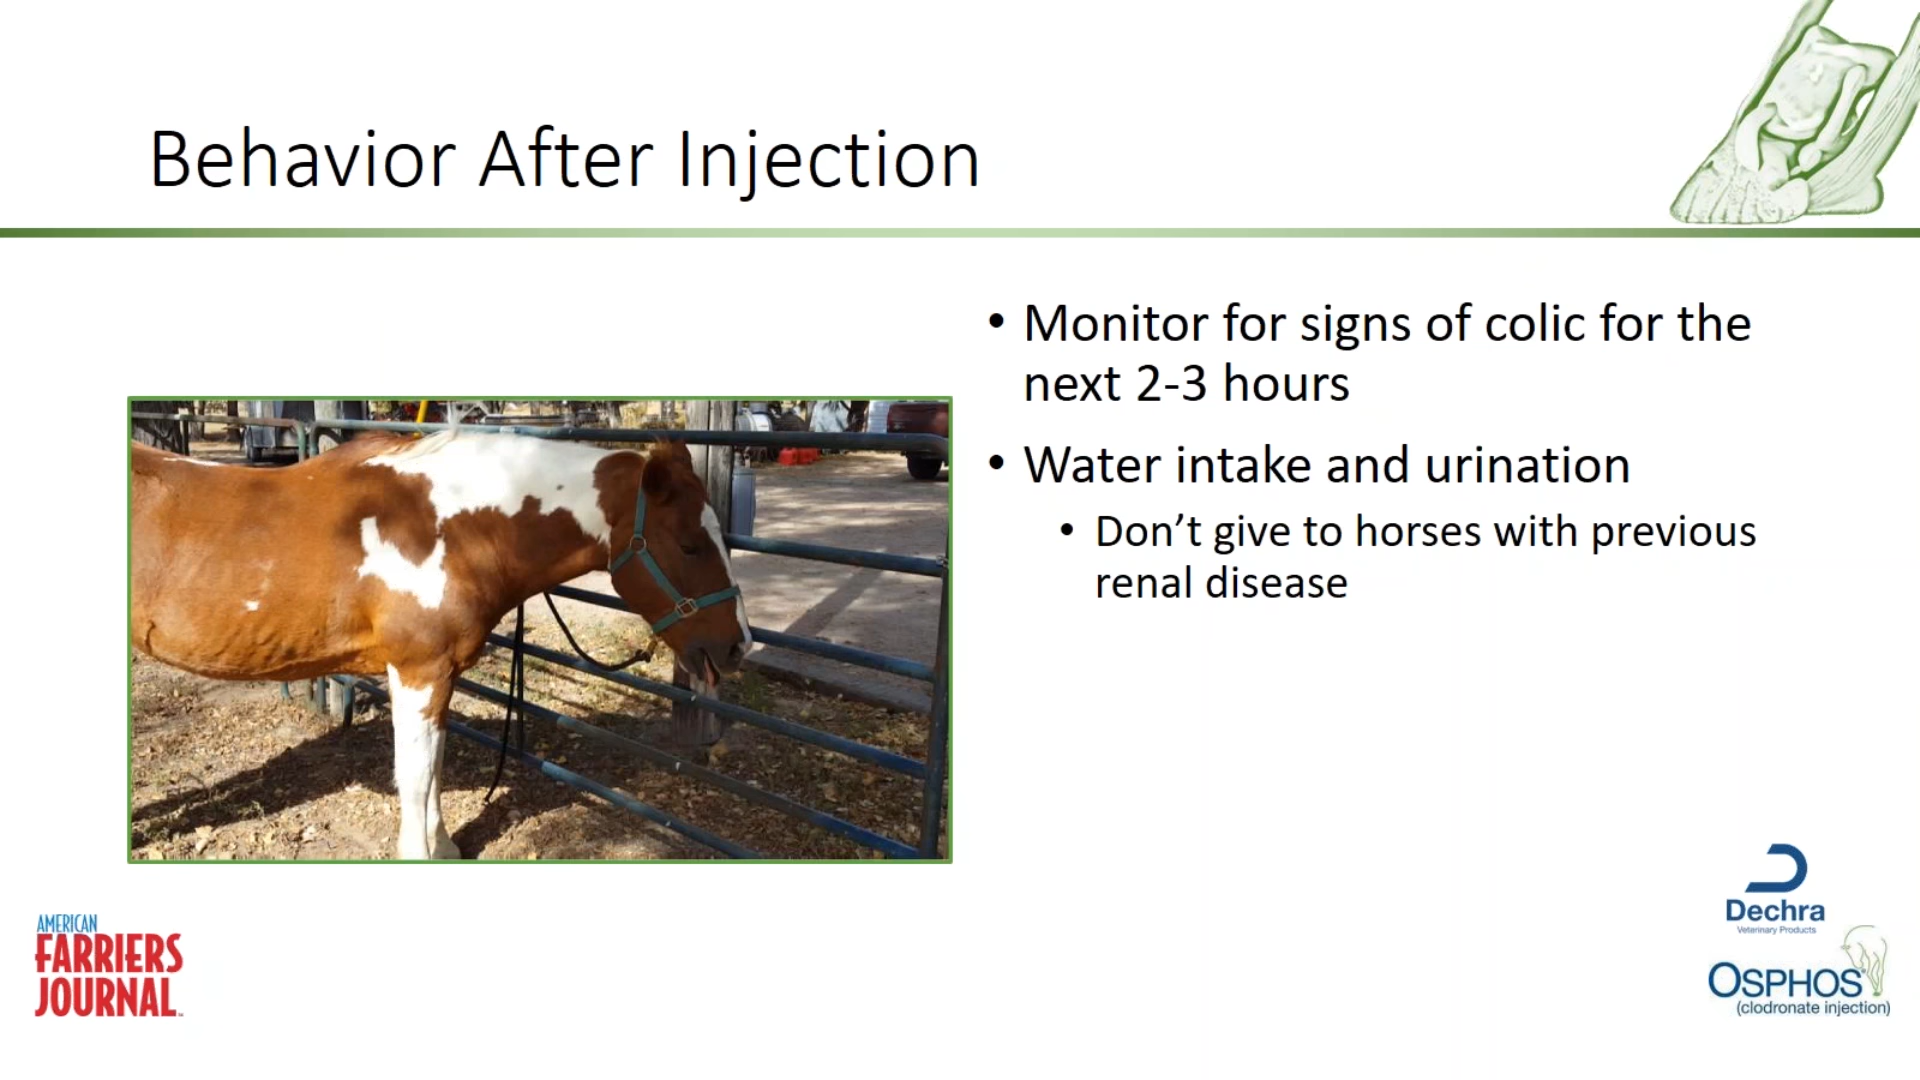 Behavior After Injection
• Monitor for signs of colic for the
next 2-3 hours
• Water intake and urination
• Don’t give to horses with previous
renal disease
AMERICAN
FARRIERS
JOURNAL
Dechra
Veterinary Products
OSPHOS
(clodronate injection)